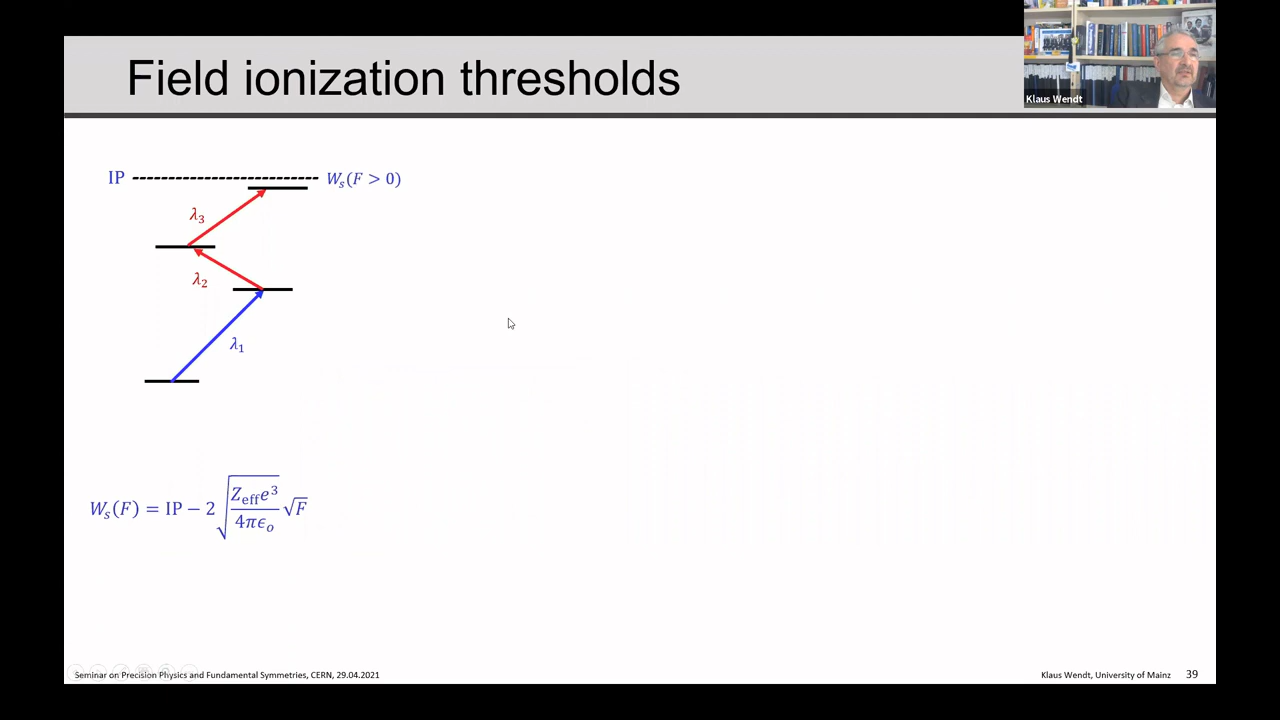 Field ionization thresholds
Klaus Wendt
IP
W_s(F > 0)
λ_3
λ_2
λ_1
W_s(F) = IP − 2 √(Z_eff e^3 / 4πϵ_o) √F
Seminar on Precision Physics and Fundamental Symmetries, CERN, 29.04.2021
Klaus Wendt, University of Mainz 39